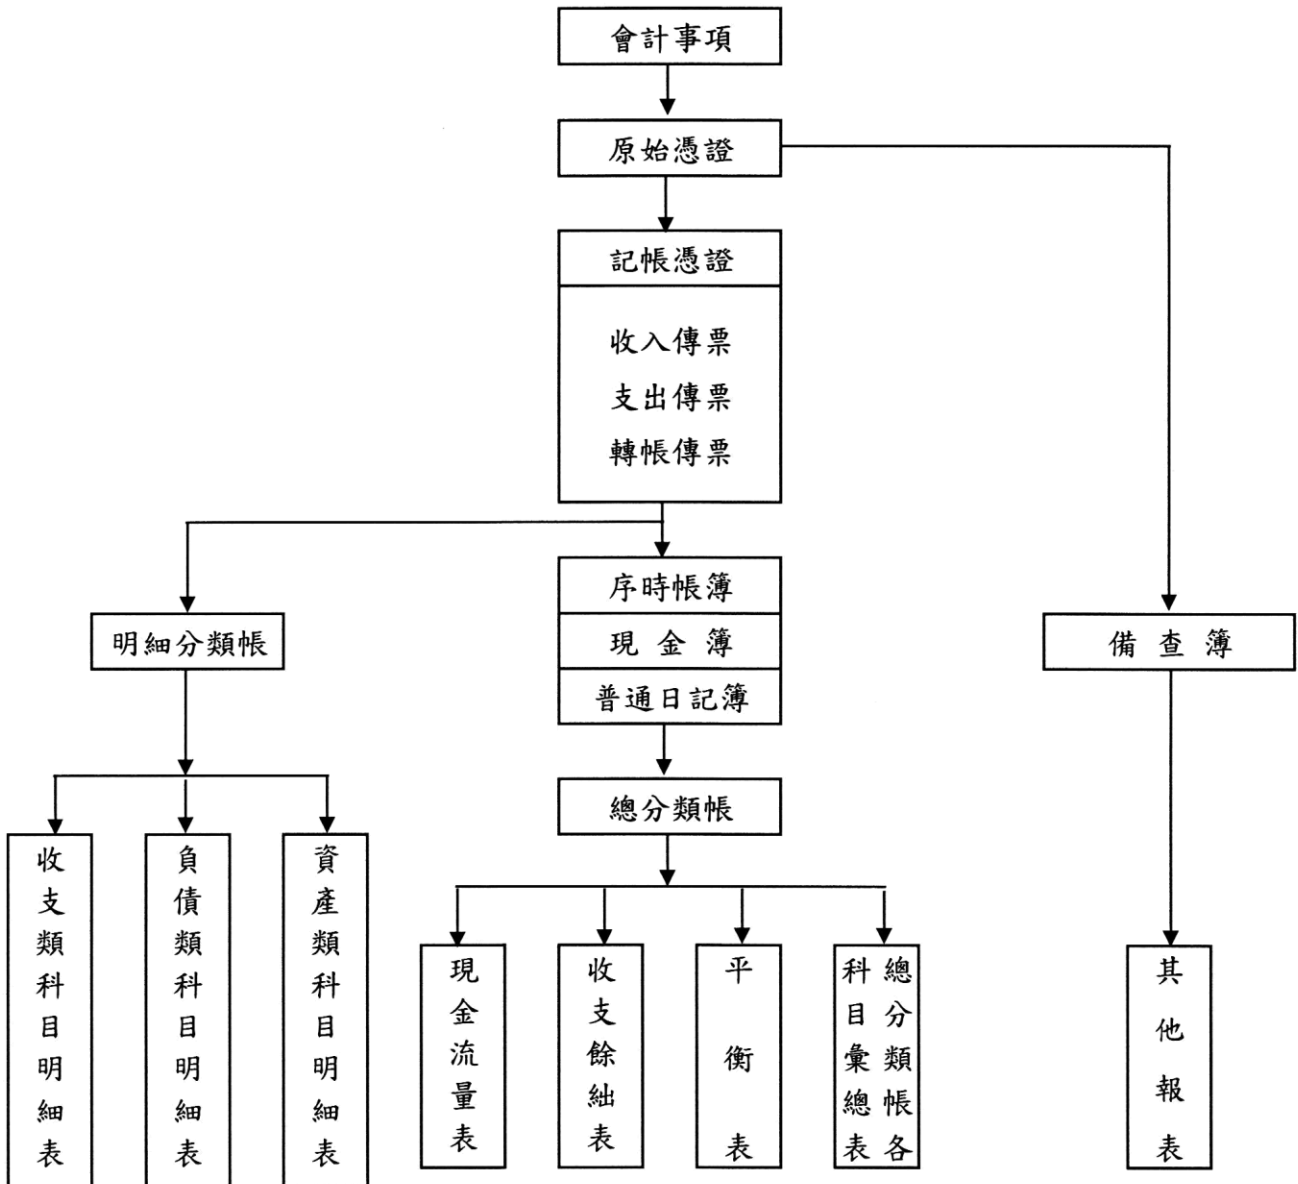 會計事項
原始憑證
記帳憑證
收入傳票
支出傳票
轉帳傳票
序時帳簿
現金簿
普通日記簿
明細分類帳
備查簿
總分類帳
收支類科目明細表
負債類科目明細表
資產類科目明細表
現金流量表
收支餘絀表
平衡表
總分類帳各
科目彙總表
其他報表